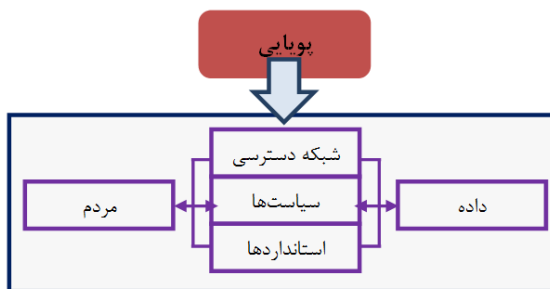 پویایی
شبکه دسترسی
داده
سیاست‌ها
مردم
استانداردها